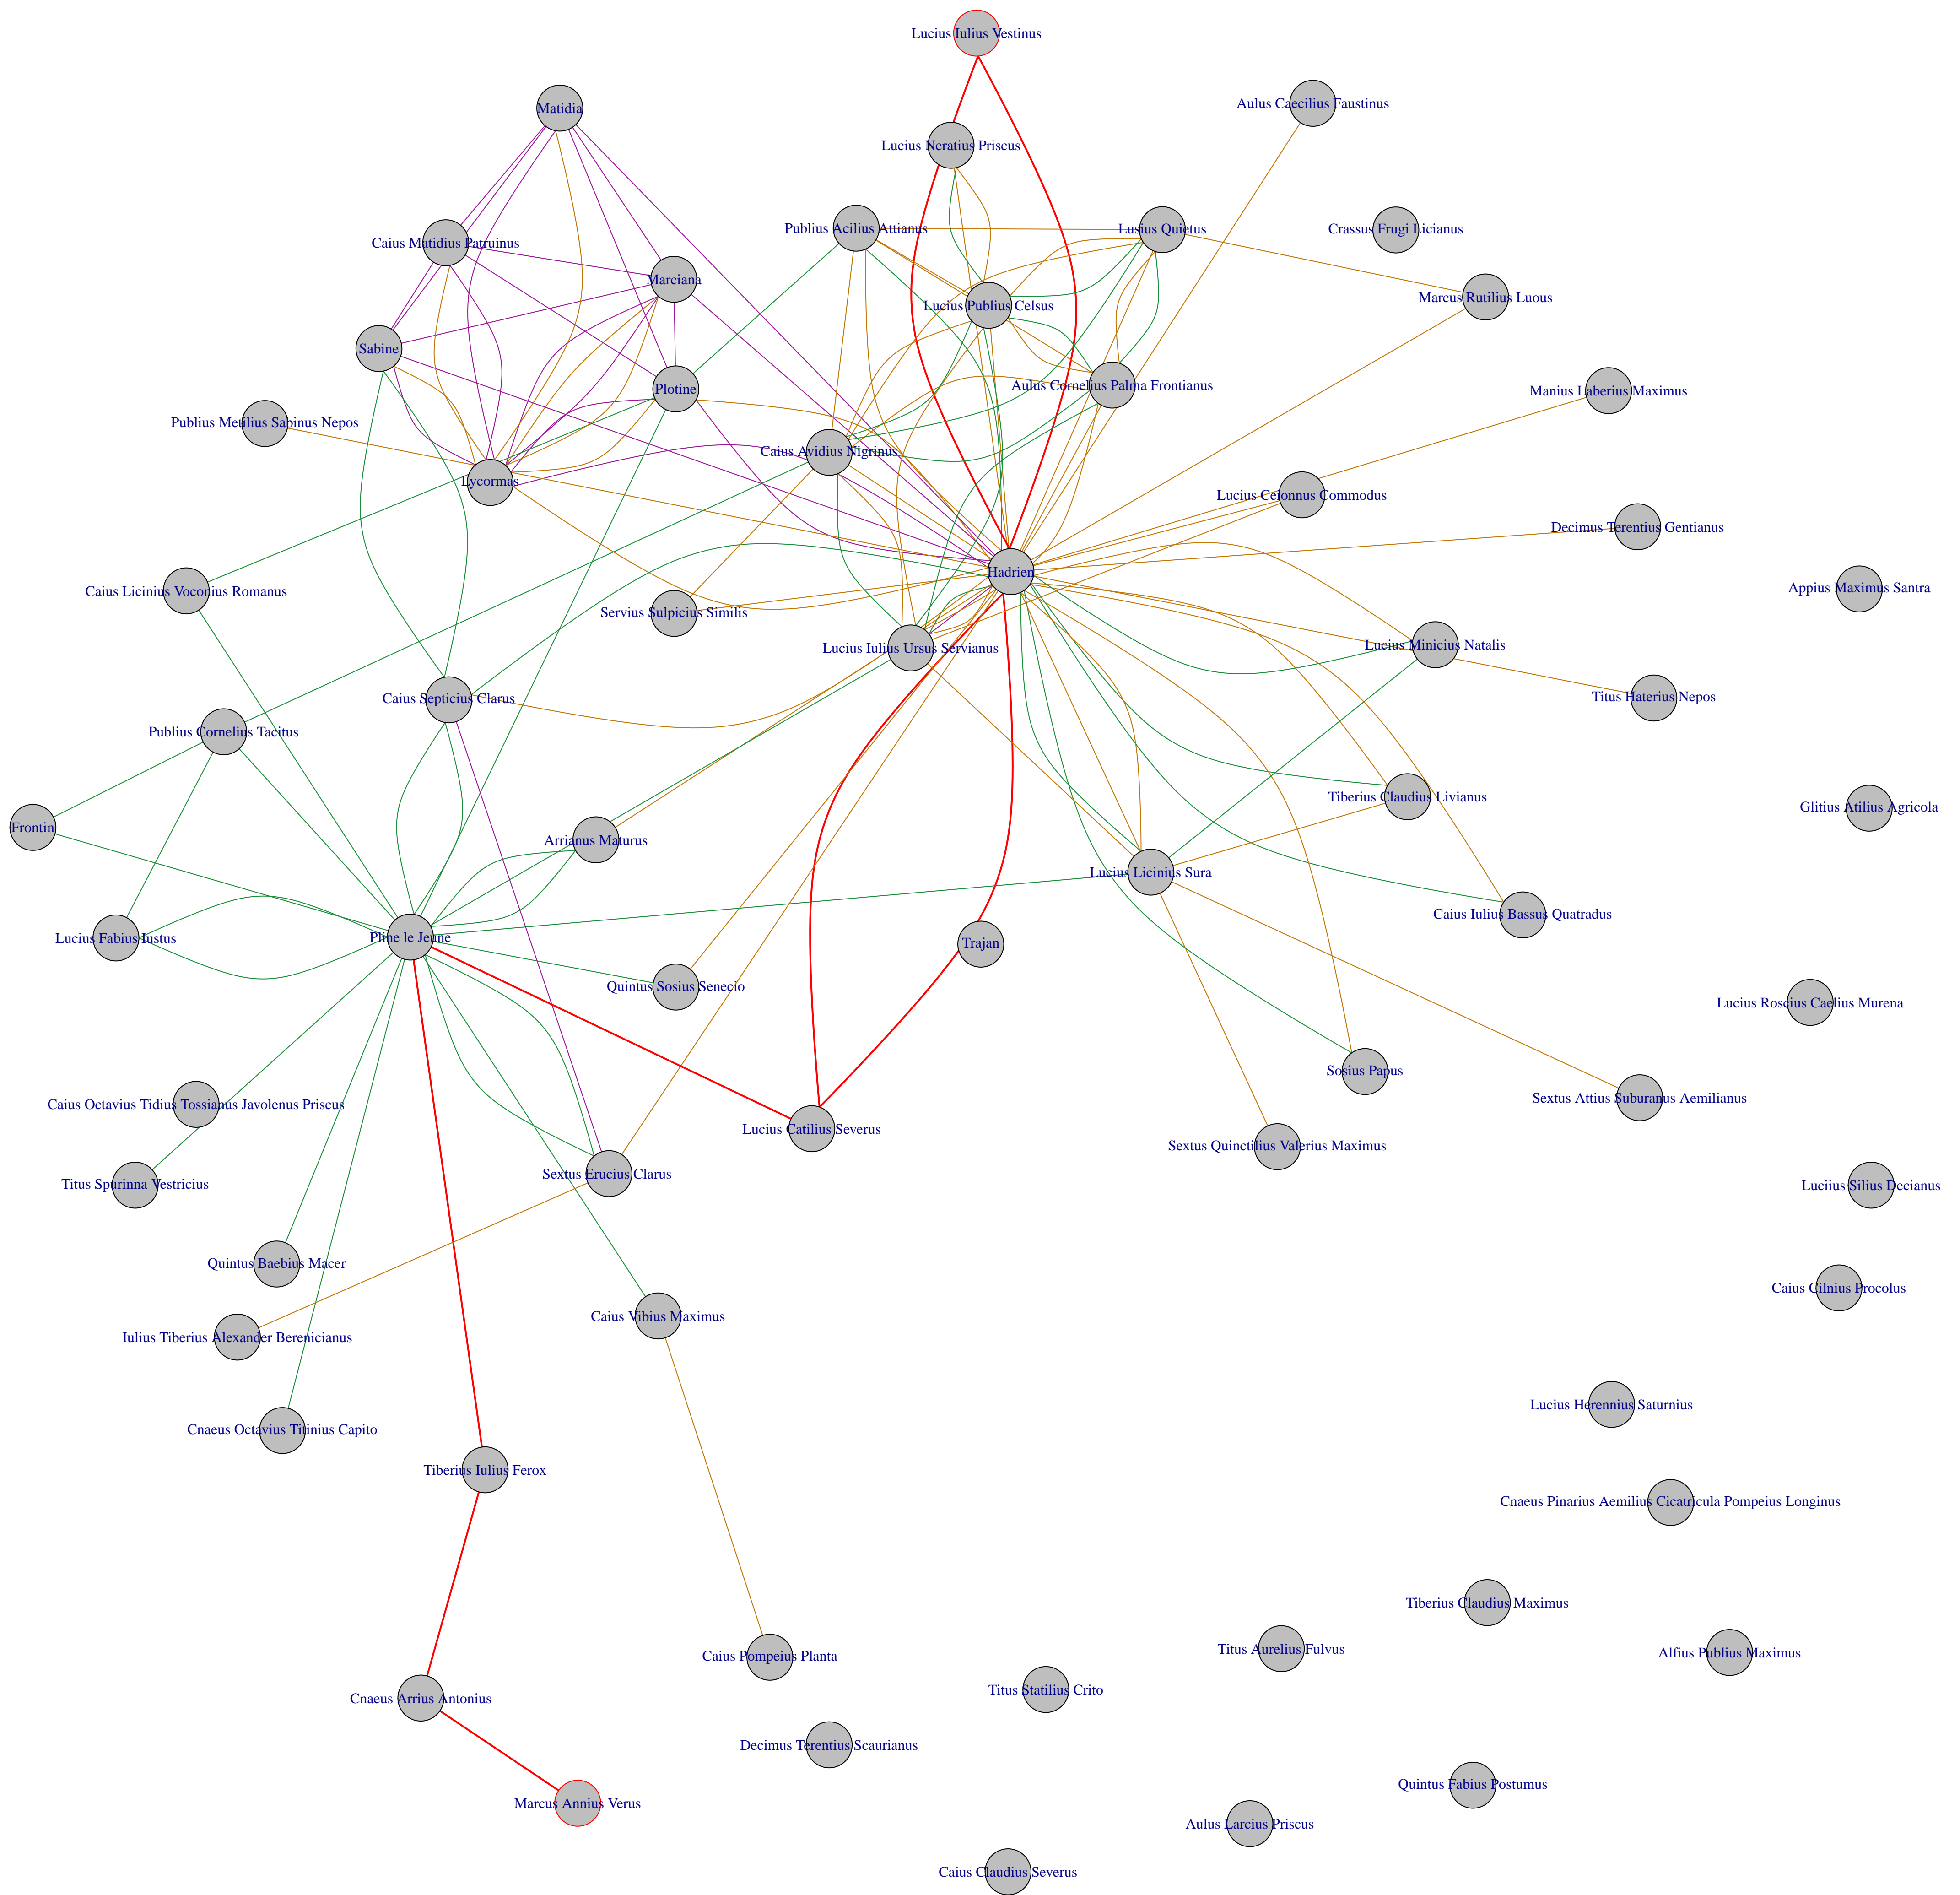 Lucius Iulius Vestinus
Aulus Caecilius Faustinus
Matidia
Lucius Neratius Priscus
Publius Acilius Attianus
Lusius Quietus
Crassus Frugi Licianus
Caius Matidius Patruinus
Marciana
Marcus Rutilius Luous
Lucius Publius Celsus
Sabine
Plotine
Aulus Cornelius Palma Frontianus
Manius Laberius Maximus
Publius Metilius Sabinus Nepos
Caius Avidius Nigrinus
Lycormas
Lucius Ceionnus Commodus
Decimus Terentius Gentianus
Hadrien
Caius Licinius Voconius Romanus
Appius Maximus Santra
Servius Sulpicius Similis
Lucius Iulius Ursus Servianus
Lucius Minicius Natalis
Caius Septicius Clarus
Titus Haterius Nepos
Publius Cornelius Tacitus
Tiberius Claudius Livianus
Glitius Atilius Agricola
Frontin
Arrianus Maturus
Lucius Licinius Sura
Caius Iulius Bassus Quatradus
Lucius Fabius Iustus
Pline le Jeune
Trajan
Quintus Sosius Senecio
Lucius Roscius Caelius Murena
Sosius Papus
Caius Octavius Tidius Tossianus Javolenus Priscus
Sextus Attius Suburanus Aemilianus
Lucius Catilius Severus
Sextus Quinctilius Valerius Maximus
Sextus Erucius Clarus
Titus Spurinna Vestricius
Luciius Silius Decianus
Quintus Baebius Macer
Caius Cilnius Procolus
Caius Vibius Maximus
Iulius Tiberius Alexander Berenicianus
Lucius Herennius Saturnius
Cnaeus Octavius Titinius Capito
Tiberius Iulius Ferox
Cnaeus Pinarius Aemilius Cicatricula Pompeius Longinus
Tiberius Claudius Maximus
Titus Aurelius Fulvus
Alfius Publius Maximus
Caius Pompeius Planta
Titus Statilius Crito
Cnaeus Arrius Antonius
Decimus Terentius Scaurianus
Quintus Fabius Postumus
Marcus Annius Verus
Aulus Larcius Priscus
Caius Claudius Severus